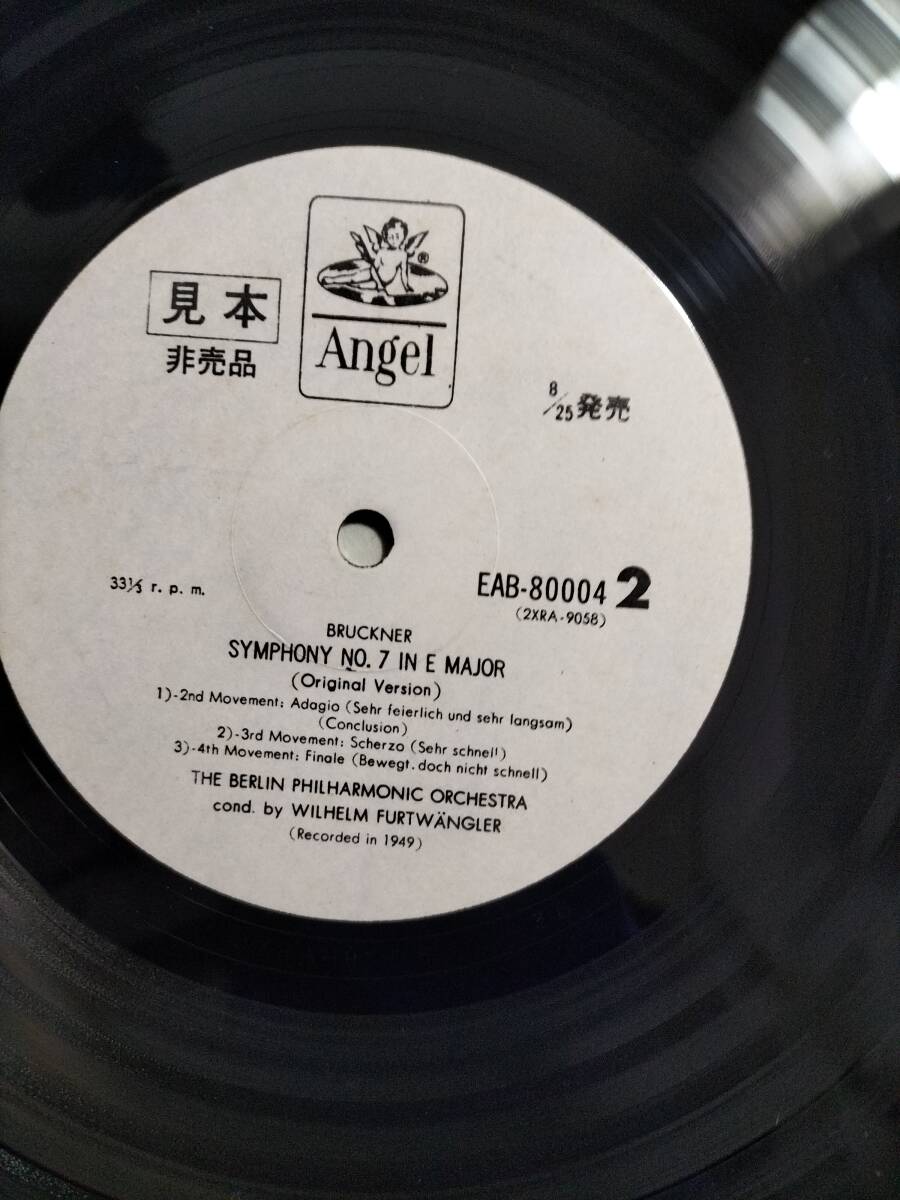 ®
Angel
見本
非売品
8/25発売
33⅓ r. p. m.
EAB-80004 2
(2XRA-9058)
BRUCKNER
SYMPHONY NO. 7 IN E MAJOR
(Original Version)
1)-2nd Movement: Adagio (Sehr feierlich und sehr langsam)
(Conclusion)
2)-3rd Movement: Scherzo (Sehr schnell)
3)-4th Movement: Finale (Bewegt. doch nicht schnell)
THE BERLIN PHILHARMONIC ORCHESTRA
cond. by WILHELM FURTWÄNGLER
(Recorded in 1949)